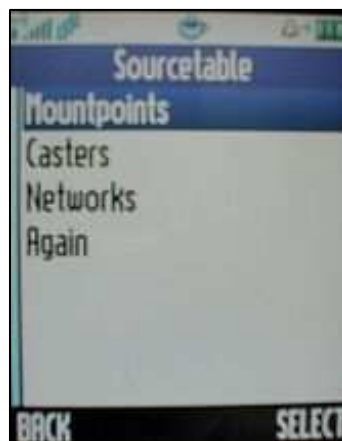 Sourcetable
Mountpoints
Casters
Networks
Again
BACK SELECT